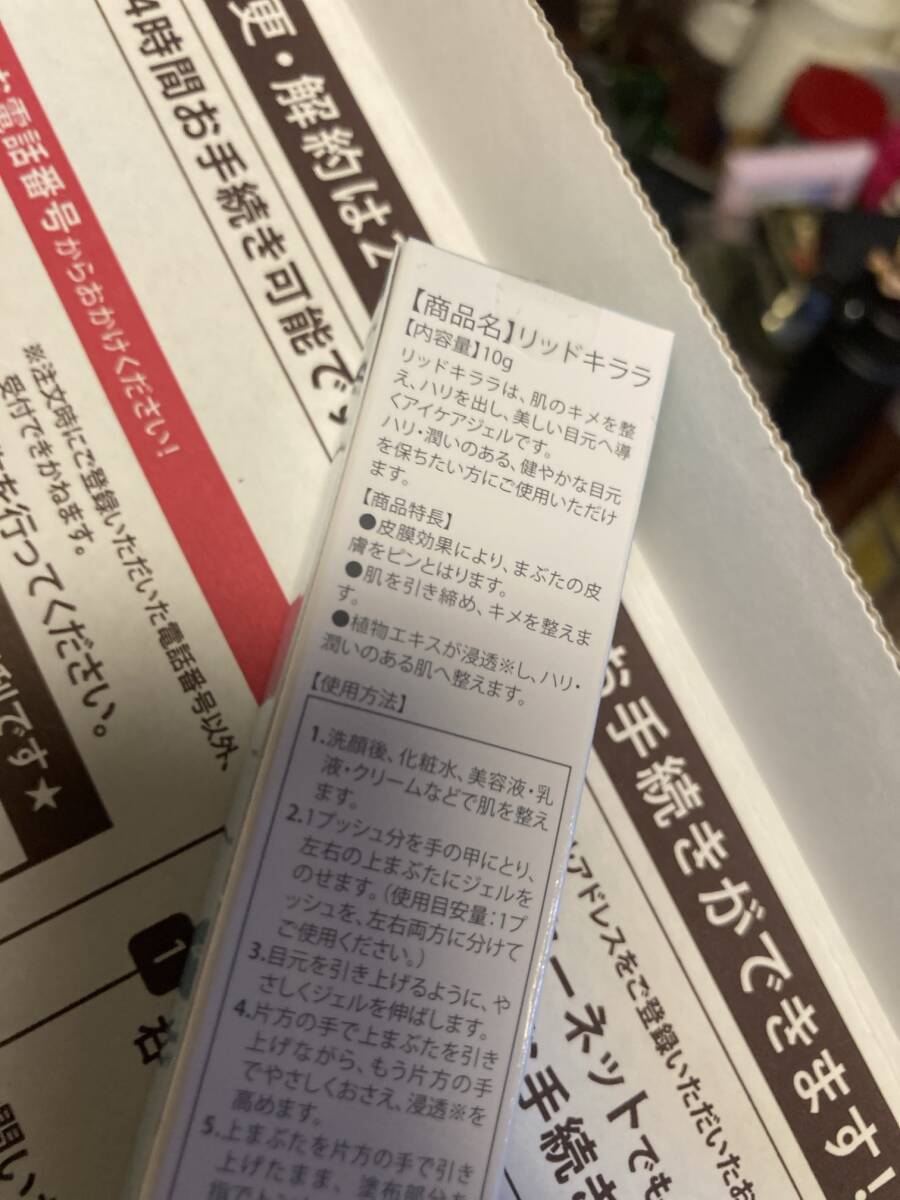 更・解約は2
4時間お手続き可能で
お電話番号からおかけください!
※注文時にご登録いただいた電話番号以外、
受付できかねます。
を行ってください。
利です★
1
【商品名】リッドキララ
【内容量】10g
リッドキララは、肌のキメを整
え、ハリを出し、美しい目元へ導
くアイケアジェルです。
ハリ・潤いのある、健やかな目元
を保ちたい方にご使用いただけ
ます。
【商品特長】
●皮膜効果により、まぶたの皮
膚をピンとはります。
●肌を引き締め、キメを整えま
す。
●植物エキスが浸透※し、ハリ・
潤いのある肌へ整えます。
【使用方法】
1.洗顔後、化粧水、美容液・乳
液・クリームなどで肌を整え
ます。
2.1プッシュ分を手の甲にとり、
左右の上まぶたにジェルを
のせます。(使用目安量:1プ
ッシュを、左右両方に分けて
ご使用ください。)
3.目元を引き上げるように、や
さしくジェルを伸ばします。
4.片方の手で上まぶたを引き
上げながら、もう片方の手
でやさしくおさえ、浸透※を
高めます。
5.上まぶたを片方の手で引き
上げたまま、塗布部分を
お手続きができます!
ルアドレスをご登録いただいたお
ーネットでも
手続き